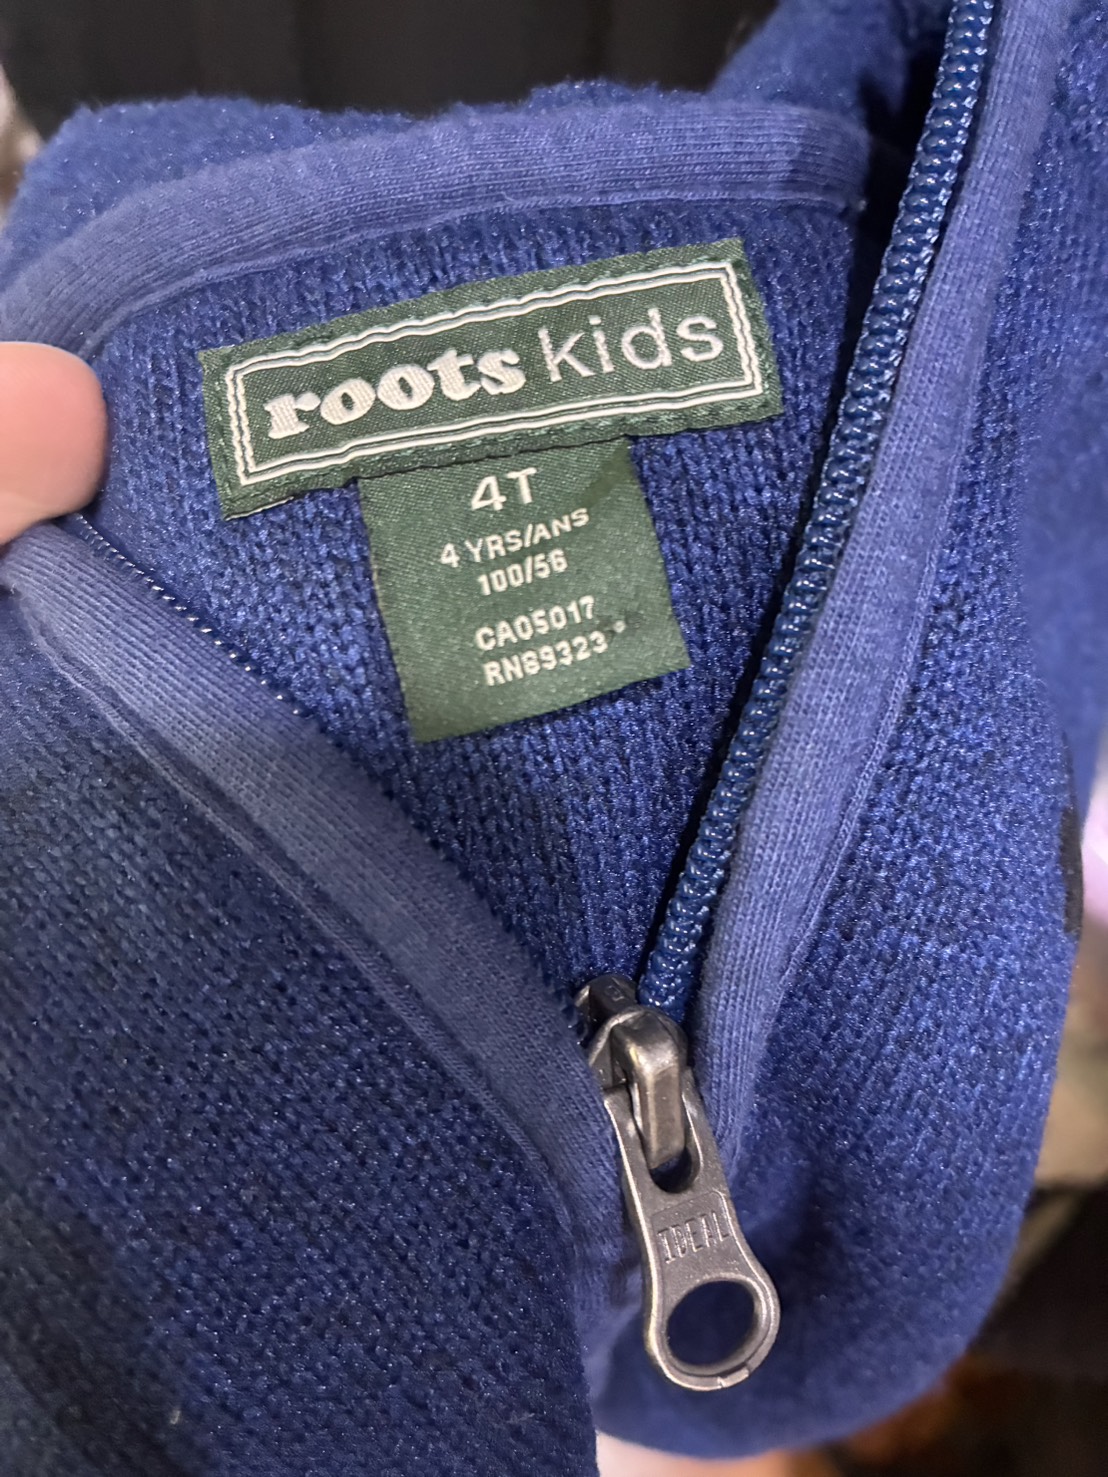 roots kids
4T
4 YRS/ANS
100/56
CA05017
RN89323
IDEAL